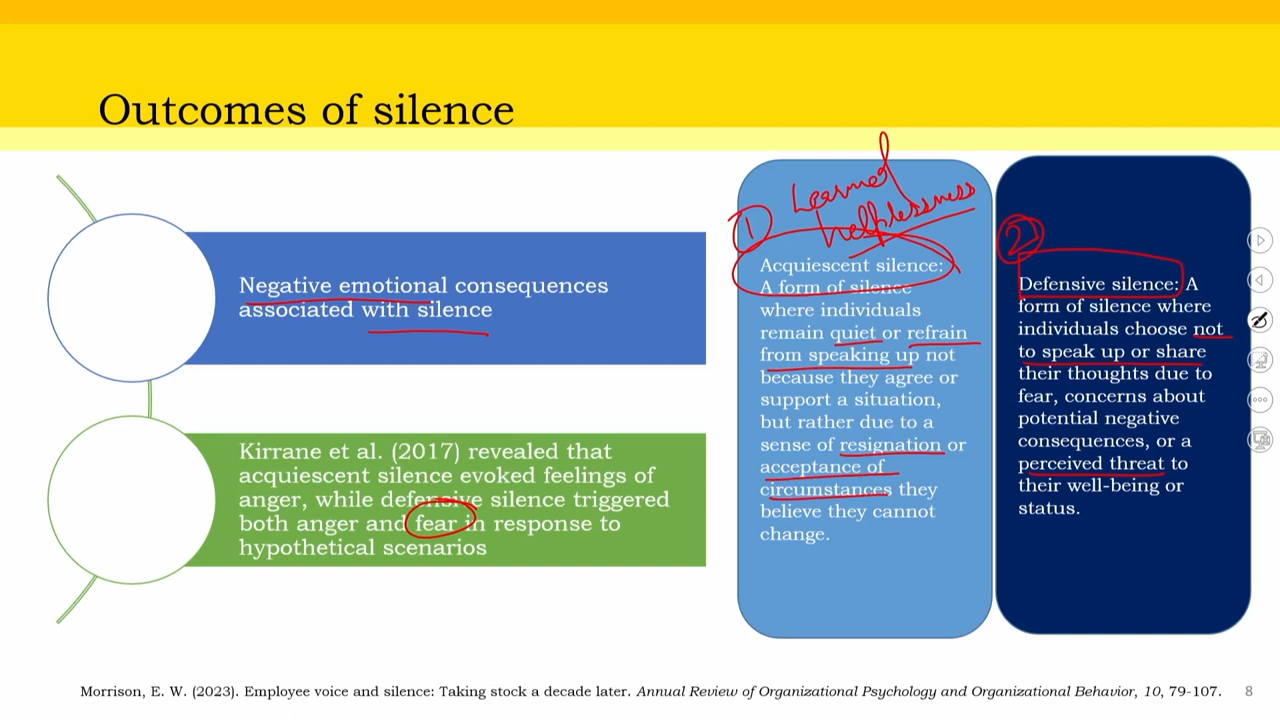 Outcomes of silence
Negative emotional consequences
associated with silence
Kirrane et al. (2017) revealed that
acquiescent silence evoked feelings of
anger, while defensive silence triggered
both anger and fear in response to
hypothetical scenarios
1
Learned
helplessness
Acquiescent silence:
A form of silence
where individuals
remain quiet or refrain
from speaking up not
because they agree or
support a situation,
but rather due to a
sense of resignation or
acceptance of
circumstances they
believe they cannot
change.
2
Defensive silence: A
form of silence where
individuals choose not
to speak up or share
their thoughts due to
fear, concerns about
potential negative
consequences, or a
perceived threat to
their well-being or
status.
Morrison, E. W. (2023). Employee voice and silence: Taking stock a decade later. Annual Review of Organizational Psychology and Organizational Behavior, 10, 79-107.
8